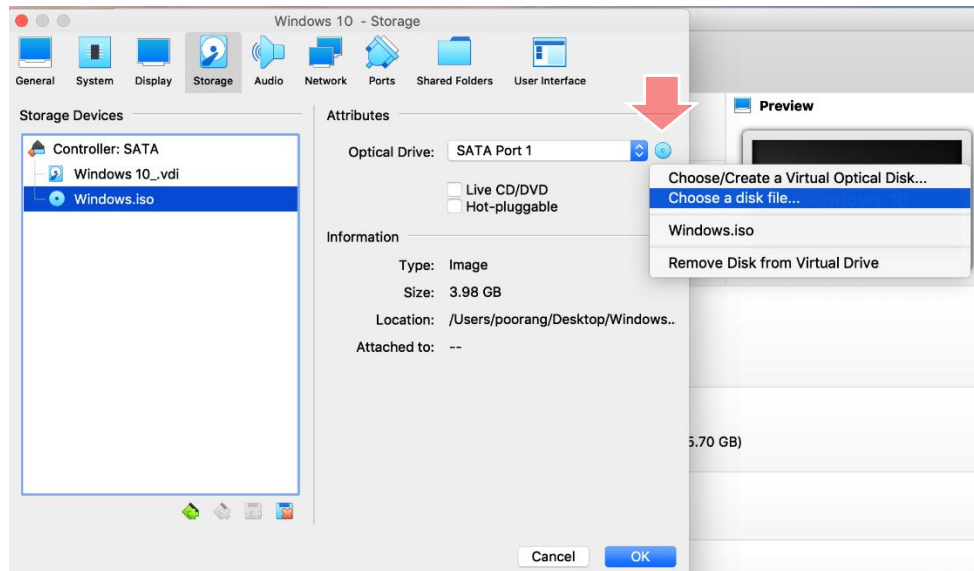 Windows 10 - Storage
General System Display Storage Audio Network Ports Shared Folders User Interface
Storage Devices
Controller: SATA
Windows 10_.vdi
Windows.iso
Attributes
Optical Drive: SATA Port 1
Live CD/DVD
Hot-pluggable
Information
Type: Image
Size: 3.98 GB
Location: /Users/poorang/Desktop/Windows..
Attached to: --
Cancel OK
Preview
Choose/Create a Virtual Optical Disk...
Choose a disk file...
Windows.iso
Remove Disk from Virtual Drive
5.70 GB)